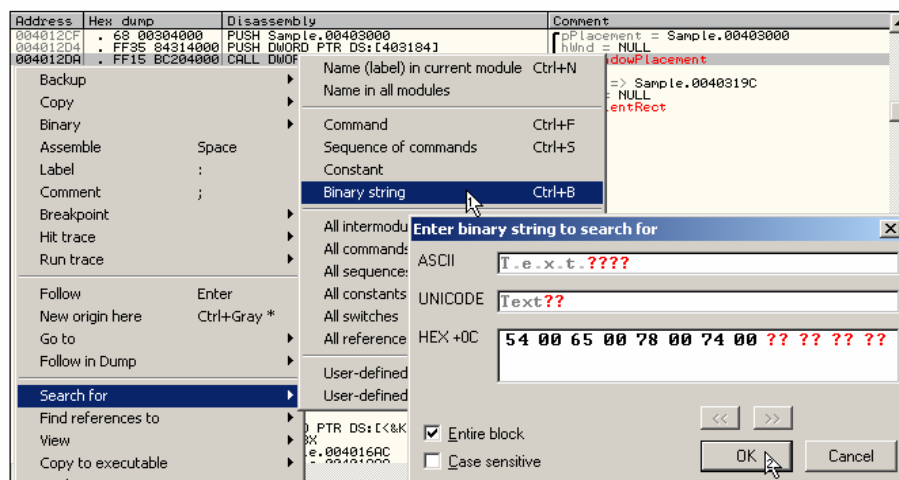 Address Hex dump Disassembly Comment
004012CF . 68 00304000 PUSH Sample.00403000 pPlacement = Sample.00403000
004012D4 . FF35 84314000 PUSH DWORD PTR DS:[403184] hWnd = NULL
004012DA . FF15 BC204000 CALL DWOR dowPlacement
=> Sample.0040319C
= NULL
entRect
Backup
Copy
Binary
Assemble Space
Label :
Comment ;
Breakpoint
Hit trace
Run trace
Follow Enter
New origin here Ctrl+Gray *
Go to
Follow in Dump
Search for
Find references to
View
Copy to executable
Name (label) in current module Ctrl+N
Name in all modules
Command Ctrl+F
Sequence of commands Ctrl+S
Constant
Binary string Ctrl+B
1
All intermodu
All commands
All sequences
All constants
All switches
All reference
User-defined
User-defined
PTR DS:[<&K
BX
e.004016AC
Enter binary string to search for
ASCII T.e.x.t.????
UNICODE Text??
HEX +0C 54 00 65 00 78 00 74 00 ?? ?? ?? ??
<< >>
Entire block
Case sensitive
OK Cancel
2